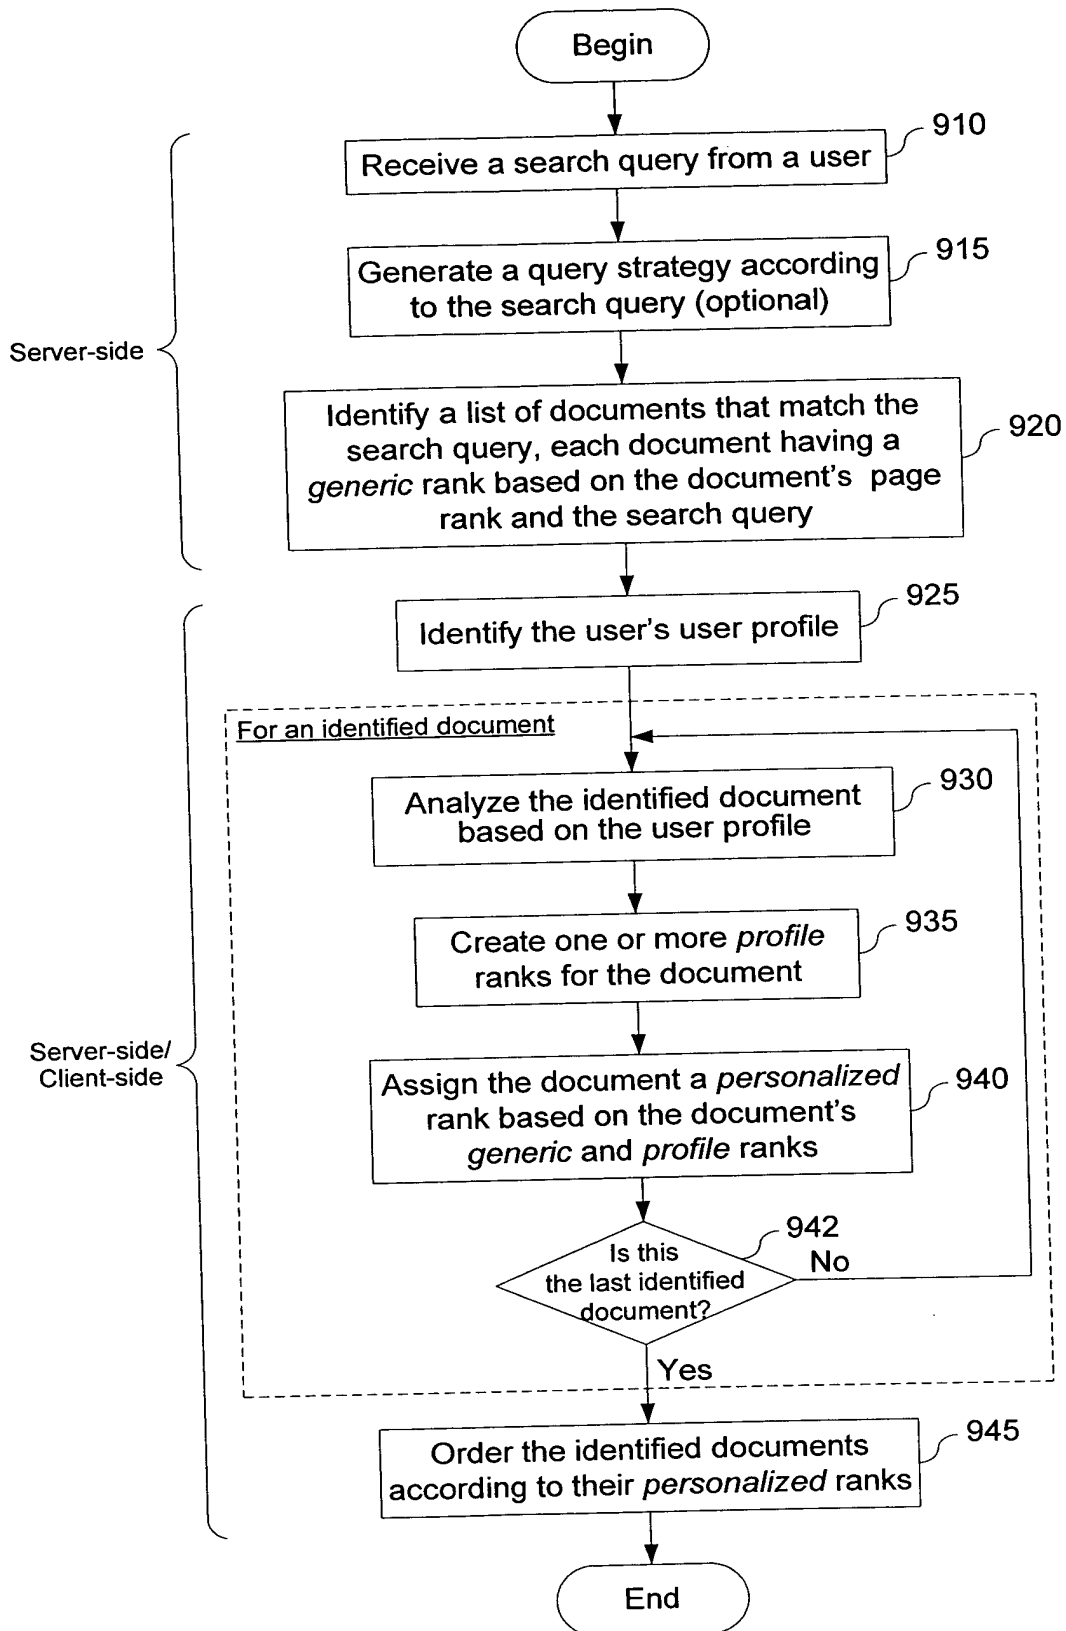 Begin
910
Receive a search query from a user
915
Generate a query strategy according
to the search query (optional)
Server-side
Identify a list of documents that match the
search query, each document having a
generic rank based on the document's page
rank and the search query
920
925
Identify the user's user profile
For an identified document
930
Analyze the identified document
based on the user profile
935
Create one or more profile
ranks for the document
Server-side/
Client-side
Assign the document a personalized
rank based on the document's
generic and profile ranks
940
942
Is this
the last identified
document?
No
Yes
945
Order the identified documents
according to their personalized ranks
End